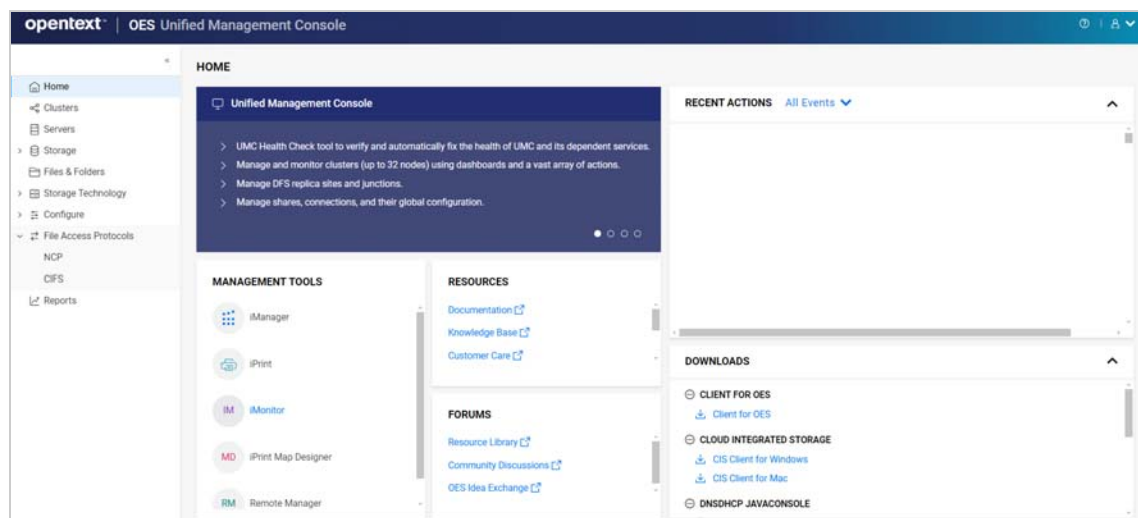 opentext™ | OES Unified Management Console
HOME
Home
Clusters
Servers
Storage
Files & Folders
Storage Technology
Configure
File Access Protocols
NCP
CIFS
Reports
Unified Management Console
UMC Health Check tool to verify and automatically fix the health of UMC and its dependent services.
Manage and monitor clusters (up to 32 nodes) using dashboards and a vast array of actions.
Manage DFS replica sites and junctions.
Manage shares, connections, and their global configuration.
MANAGEMENT TOOLS
iManager
iPrint
IM iMonitor
MD iPrint Map Designer
RM Remote Manager
RESOURCES
Documentation
Knowledge Base
Customer Care
FORUMS
Resource Library
Community Discussions
OES Idea Exchange
RECENT ACTIONS All Events
DOWNLOADS
CLIENT FOR OES
Client for OES
CLOUD INTEGRATED STORAGE
CIS Client for Windows
CIS Client for Mac
DNSDHCP JAVACONSOLE